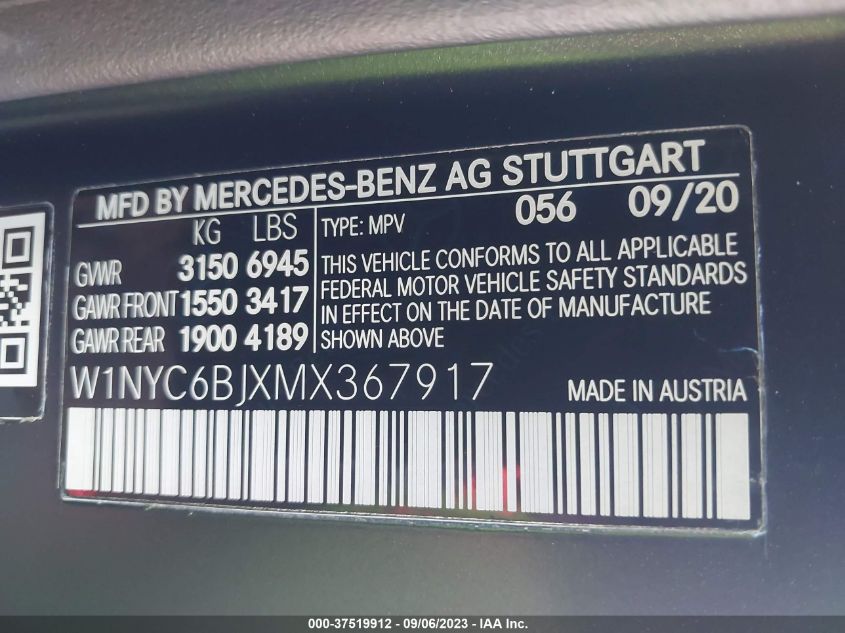 MFD BY MERCEDES-BENZ AG STUTTGART
KG LBS
GVWR 3150 6945
GAWR FRONT 1550 3417
GAWR REAR 1900 4189
TYPE: MPV 056 09/20
THIS VEHICLE CONFORMS TO ALL APPLICABLE
FEDERAL MOTOR VEHICLE SAFETY STANDARDS
IN EFFECT ON THE DATE OF MANUFACTURE
SHOWN ABOVE
W1NYC6BJXMX367917 MADE IN AUSTRIA
000-37519912 - 09/06/2023 - IAA Inc.